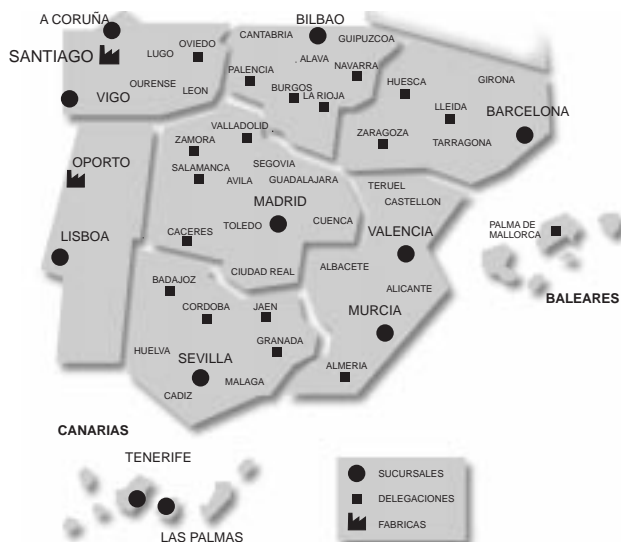 A CORUÑA
BILBAO
CANTABRIA
GUIPUZCOA
OVIEDO
LUGO
SANTIAGO
ALAVA
NAVARRA
PALENCIA
HUESCA
GIRONA
OURENSE
LEON
BURGOS
LA RIOJA
VIGO
LLEIDA
BARCELONA
VALLADOLID
ZAMORA
ZARAGOZA
TARRAGONA
OPORTO
SEGOVIA
SALAMANCA
AVILA
GUADALAJARA
TERUEL
CASTELLON
MADRID
TOLEDO
CUENCA
PALMA DE
MALLORCA
CACERES
LISBOA
VALENCIA
CIUDAD REAL
ALBACETE
BADAJOZ
ALICANTE
BALEARES
CORDOBA
JAEN
MURCIA
GRANADA
HUELVA
SEVILLA
ALMERIA
MALAGA
CADIZ
CANARIAS
TENERIFE
LAS PALMAS
SUCURSALES
DELEGACIONES
FABRICAS